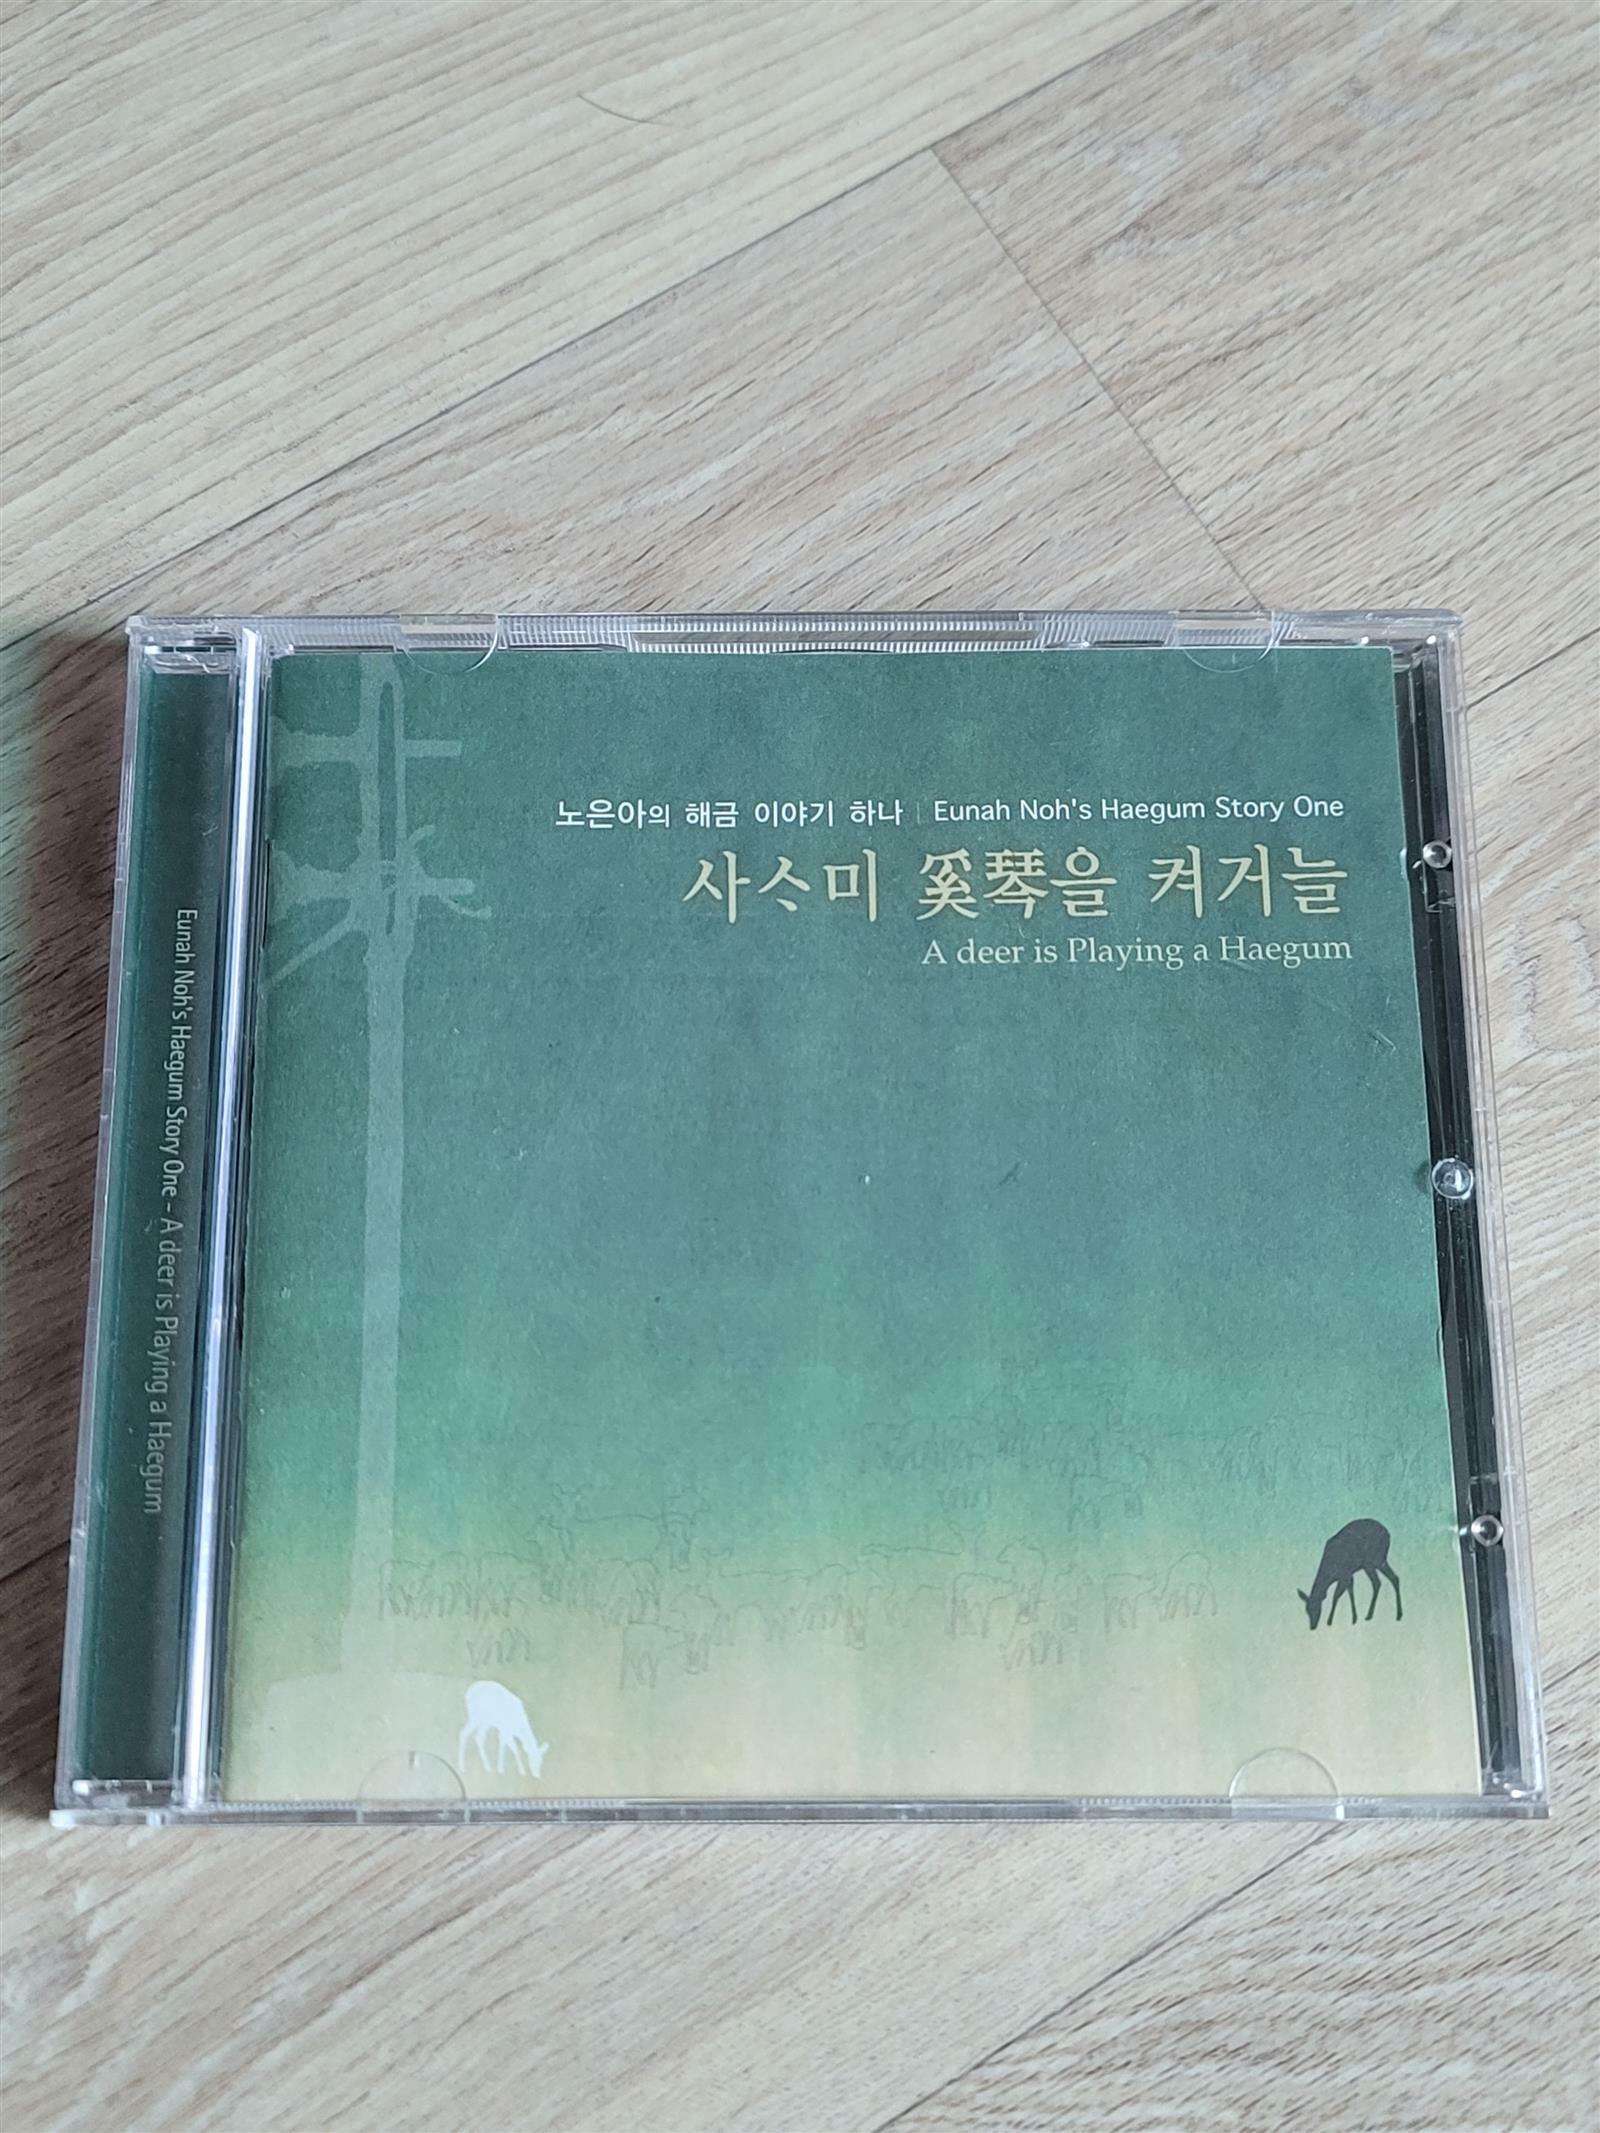 노은아의 해금 이야기 하나 | Eunah Noh's Haegum Story One
사ᄉᆞ미 奚琴을 켜거늘
A deer is Playing a Haegum
Eunah Noh's Haegum Story One - A deer is Playing a Haegum